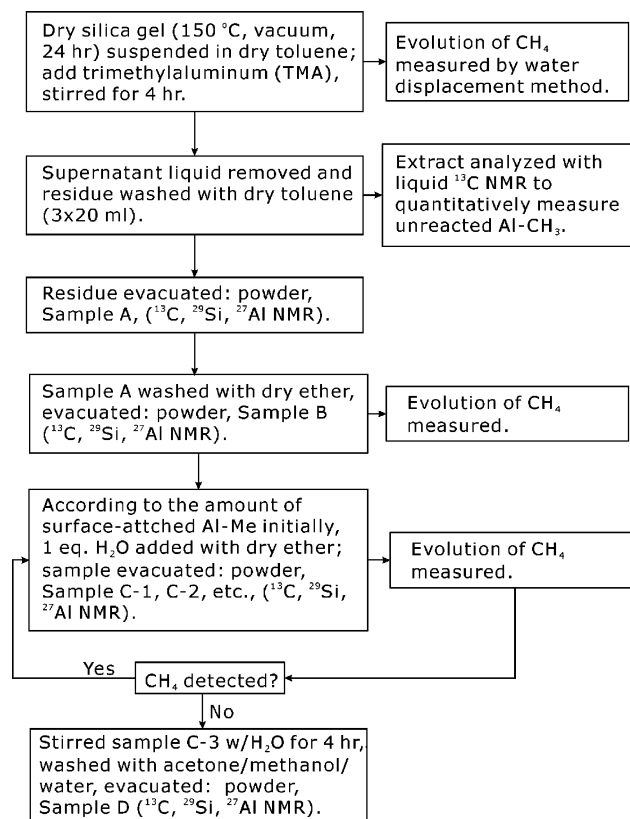 Dry silica gel (150 °C, vacuum,
24 hr) suspended in dry toluene;
add trimethylaluminum (TMA),
stirred for 4 hr.
Evolution of CH₄
measured by water
displacement method.
Supernatant liquid removed and
residue washed with dry toluene
(3x20 ml).
Extract analyzed with
liquid ¹³C NMR to
quantitatively measure
unreacted Al-CH₃.
Residue evacuated: powder,
Sample A, (¹³C, ²⁹Si, ²⁷Al NMR).
Sample A washed with dry ether,
evacuated: powder, Sample B
(¹³C, ²⁹Si, ²⁷Al NMR).
Evolution of CH₄
measured.
According to the amount of
surface-attched Al-Me initially,
1 eq. H₂O added with dry ether;
sample evacuated: powder,
Sample C-1, C-2, etc., (¹³C, ²⁹Si,
²⁷Al NMR).
Evolution of CH₄
measured.
Yes
CH₄ detected?
No
Stirred sample C-3 w/H₂O for 4 hr,
washed with acetone/methanol/
water, evacuated: powder,
Sample D (¹³C, ²⁹Si, ²⁷Al NMR).